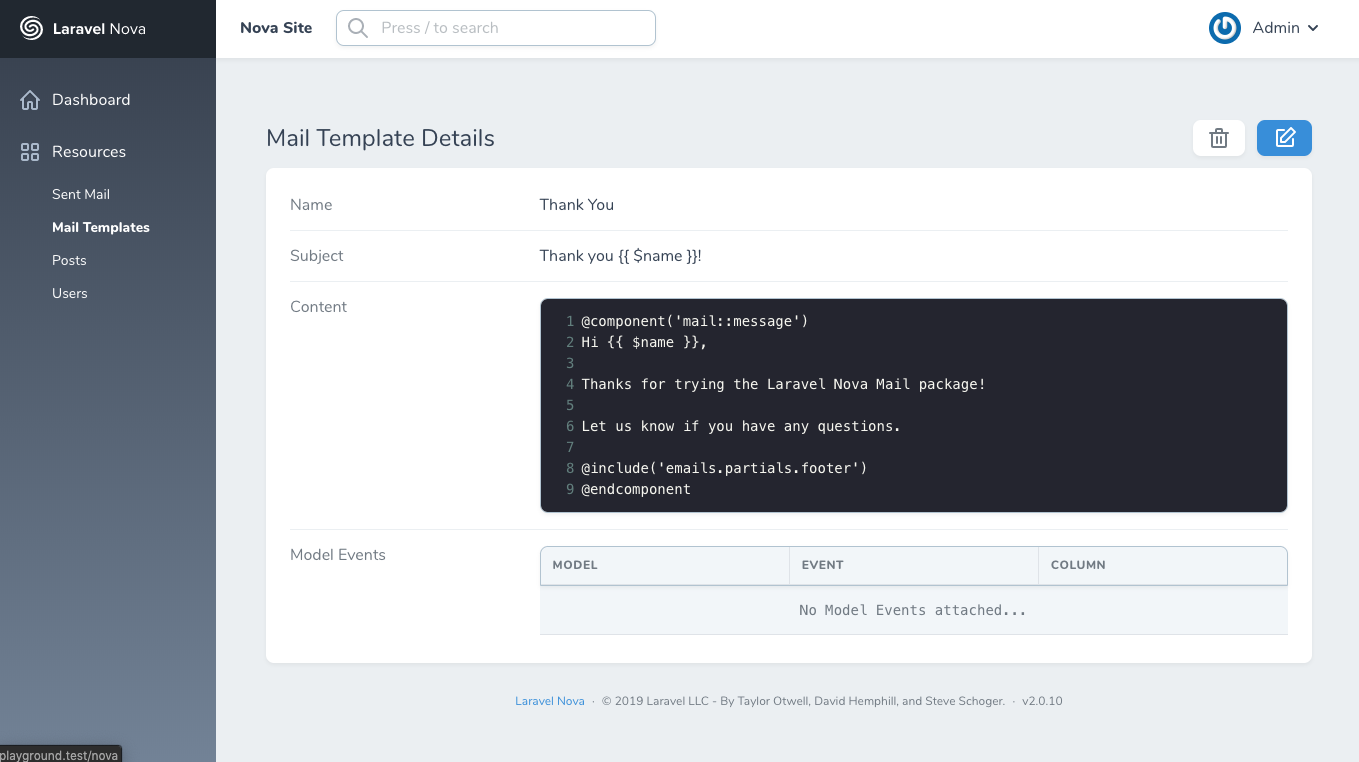 Laravel Nova
Nova Site
Press / to search
Admin
Dashboard
Resources
Sent Mail
Mail Templates
Posts
Users
Mail Template Details
Name
Thank You
Subject
Thank you {{ $name }}!
Content
1 @component('mail::message')
2 Hi {{ $name }},
3
4 Thanks for trying the Laravel Nova Mail package!
5
6 Let us know if you have any questions.
7
8 @include('emails.partials.footer')
9 @endcomponent
Model Events
MODEL EVENT COLUMN
No Model Events attached...
Laravel Nova · © 2019 Laravel LLC - By Taylor Otwell, David Hemphill, and Steve Schoger. · v2.0.10
playground.test/nova